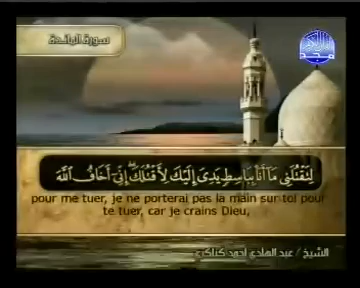 سورة المائدة
لِتَقْتُلَنِي مَا أَنَا بِبَاسِطٍ يَدِيَ إِلَيْكَ لِأَقْتُلَكَ إِنِّي أَخَافُ اللَّهَ
pour me tuer, je ne porterai pas la main sur toi pour
te tuer, car je crains Dieu,
الشيخ / عبد الهادي أحمد كناكري